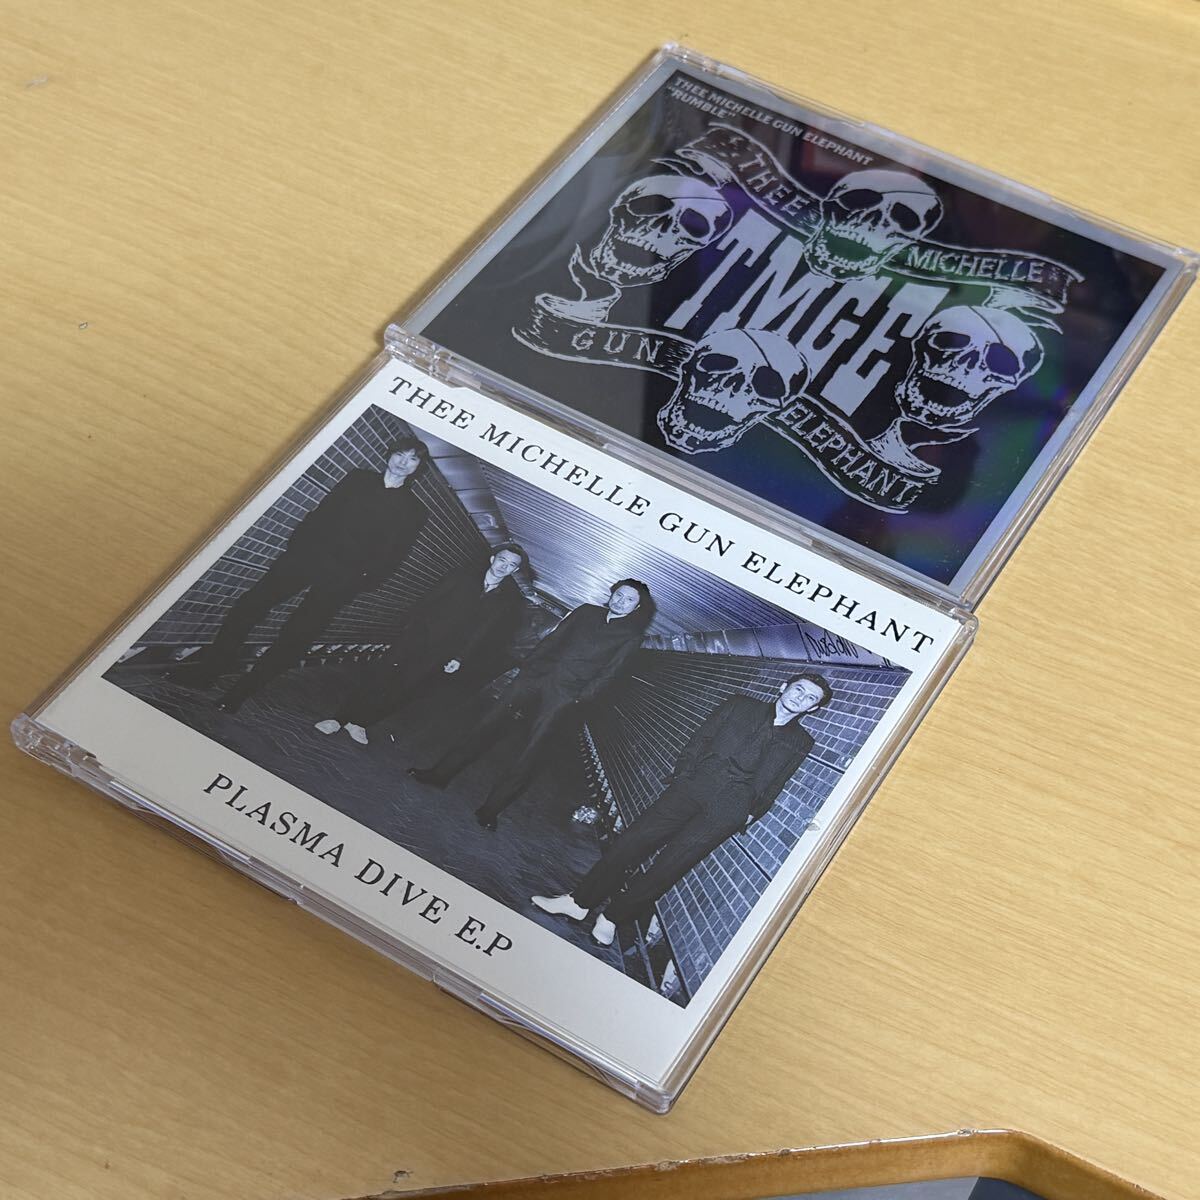 THEE MICHELLE GUN ELEPHANT
"RUMBLE"
THEE
MICHELLE
TMGE
GUN
ELEPHANT
THEE MICHELLE GUN ELEPHANT
PLASMA DIVE E.P